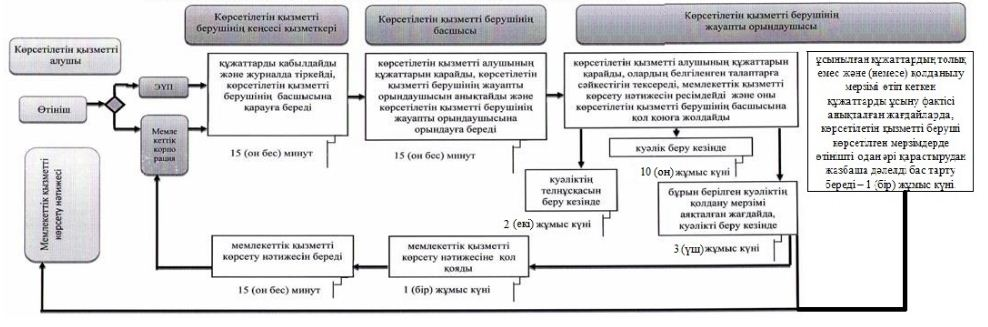 Көрсетілетін қызметті
алушы
Өтініш
ЭҮП
Мемле
кеттік
корпо
рация
Мемлекеттік қызметті
көрсету нәтижесі
Көрсетілетін қызметті
берушінің кеңсесі қызметкері
құжаттарды қабылдайды
және журналда тіркейді,
көрсетілетін қызметті
берушінің басшысына
қарауға береді
15 (он бес) минут
Көрсетілетін қызметті берушінің
басшысы
көрсетілетін қызметті алушының
құжаттарын қарайды, көрсетілетін
қызметті берушінің жауапты
орындаушысын анықтайды және
көрсетілетін қызметті берушінің
жауапты орындаушысына
орындауға береді
15 (он бес) минут
Көрсетілетін қызметті берушінің
жауапты орындаушысы
көрсетілетін қызметті алушының құжаттарын
қарайды, олардың белгіленген талаптарға
сәйкестігін тексереді, мемлекеттік қызметті
көрсету нәтижесін ресімдейді және оны
көрсетілетін қызметті берушінің басшысына
қол қоюға жолдайды
куәлік беру кезінде
10 (он) жұмыс күні
куәліктің
телнұсқасын
беру кезінде
2 (екі) жұмыс күні
бұрын берілген куәліктің
қолдану мерзімі
аяқталған жағдайда,
куәлікті беру кезінде
3 (үш) жұмыс күні
ұсынылған құжаттардың толық
емес және (немесе) қолданылу
мерзімі өтіп кеткен
құжаттарды ұсыну фактісі
анықталған жағдайларда,
көрсетілетін қызметті беруші
көрсетілген мерзімдерде
өтінішті одан әрі қарастырудан
жазбаша дәлелді бас тарту
береді – 1 (бір) жұмыс күні
мемлекеттік қызметті
көрсету нәтижесіне қол
қояды
1 (бір) жұмыс күні
мемлекеттік қызметті
көрсету нәтижесін береді
15 (он бес) минут